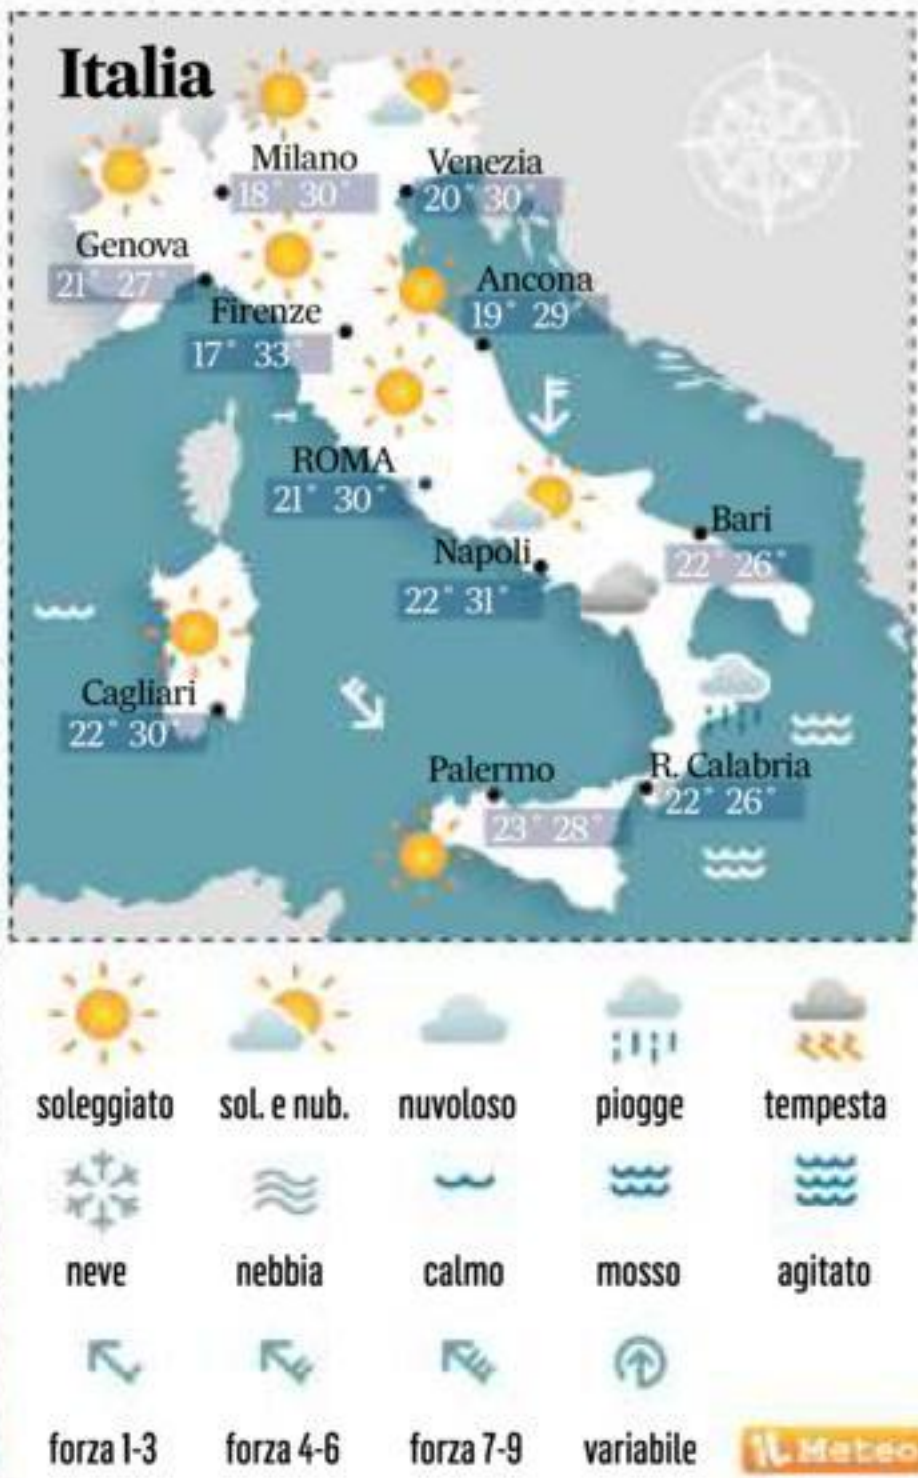 Italia
Milano
18° 30°
Venezia
20° 30°
Genova
21° 27°
Ancona
19° 29°
Firenze
17° 33°
ROMA
21° 30°
Bari
22° 26°
Napoli
22° 31°
Cagliari
22° 30°
Palermo
23° 28°
R. Calabria
22° 26°
soleggiato sol. e nub. nuvoloso piogge tempesta
neve nebbia calmo mosso agitato
forza 1-3 forza 4-6 forza 7-9 variabile
iL Meteo